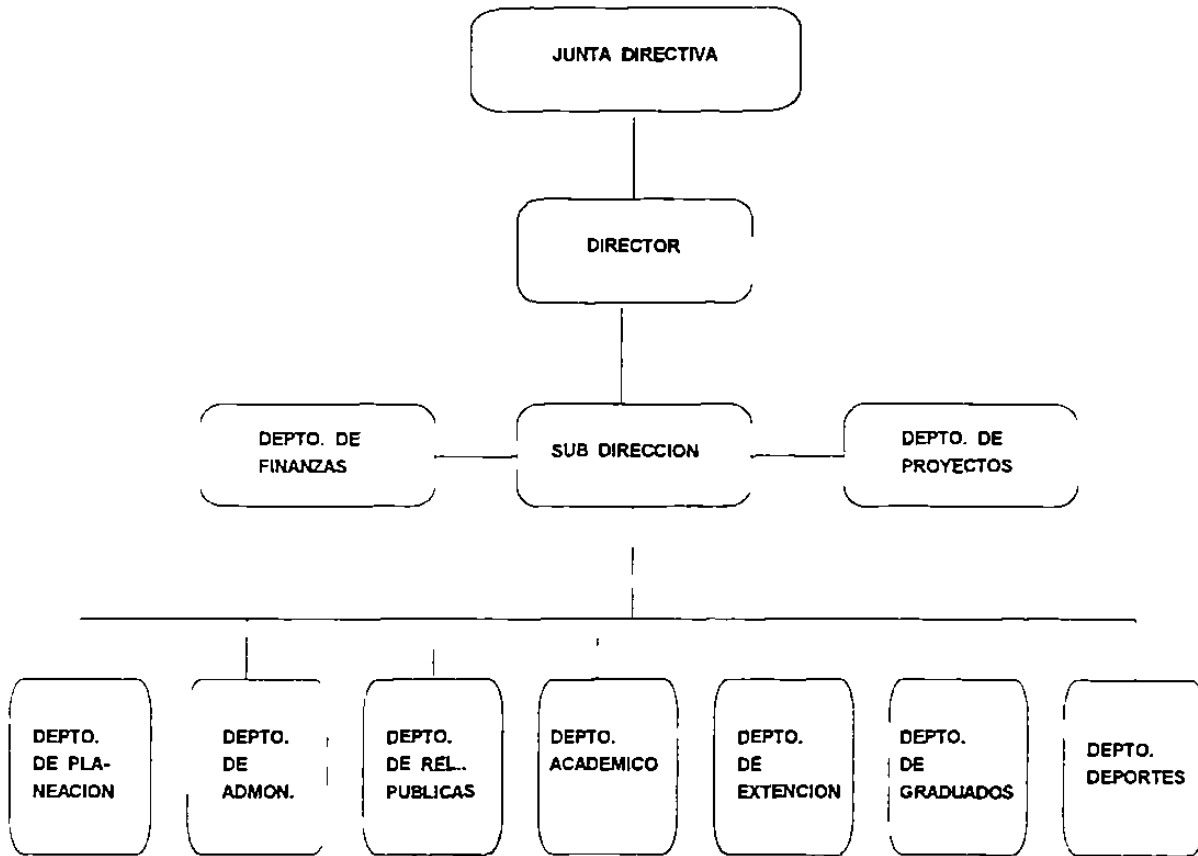 JUNTA DIRECTIVA
DIRECTOR
DEPTO. DE
FINANZAS
SUB DIRECCION
DEPTO. DE
PROYECTOS
DEPTO.
DE PLA-
NEACION
DEPTO.
DE
ADMON.
DEPTO.
DE REL..
PUBLICAS
DEPTO.
ACADEMICO
DEPTO.
DE
EXTENCION
DEPTO.
DE
GRADUADOS
DEPTO.
DEPORTES